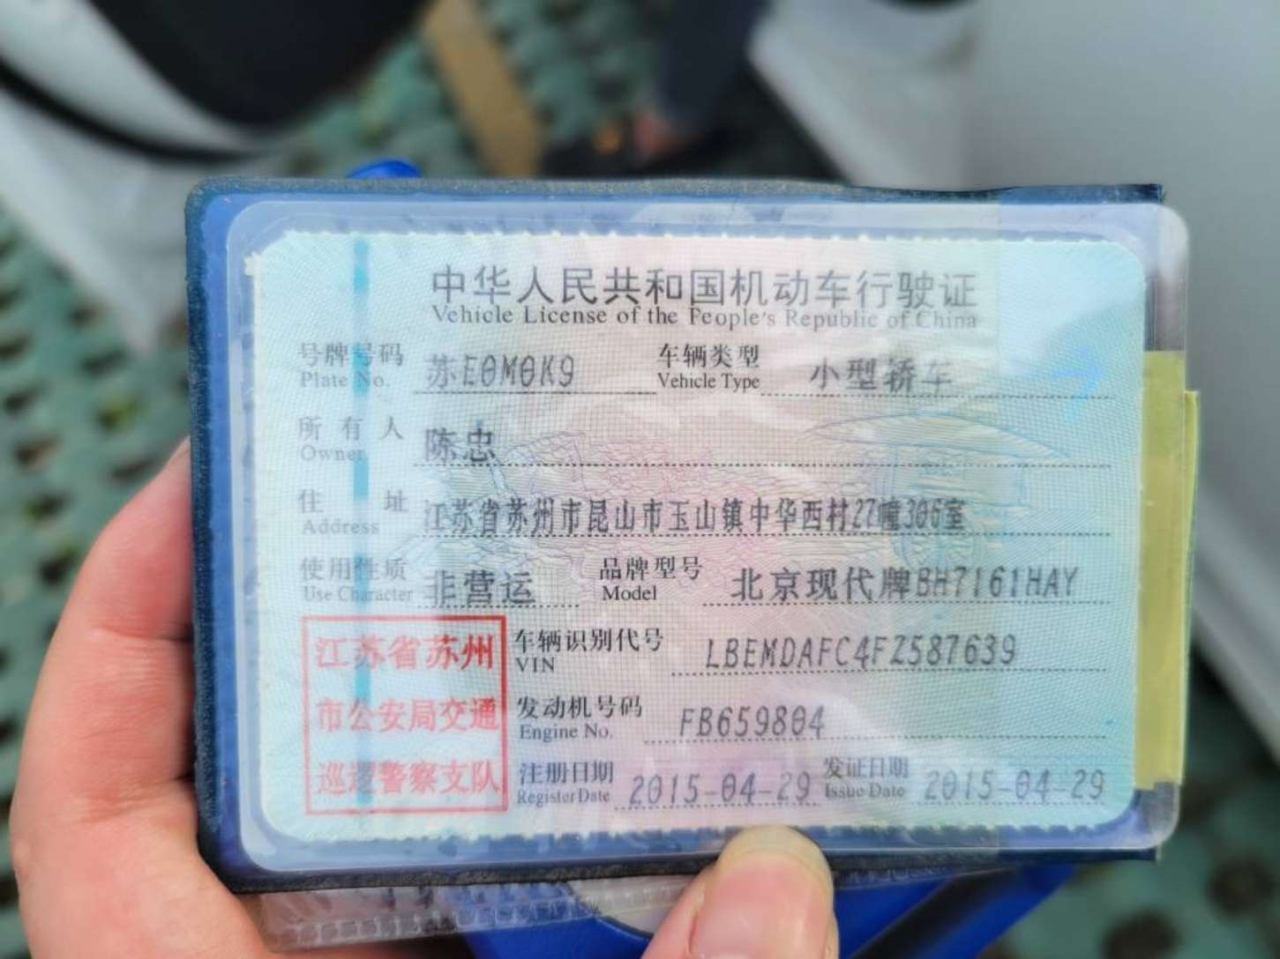 中华人民共和国机动车行驶证
Vehicle License of the People's Republic of China
号牌号码 苏E0M0K9 车辆类型 小型轿车
Plate No. Vehicle Type
所有人 陈忠
Owner
住址 江苏省苏州市昆山市玉山镇中华西村27幢306室
Address
使用性质 非营运 品牌型号 北京现代牌BH7161HAY
Use Character Model
江苏省苏州
市公安局交通
巡逻警察支队
车辆识别代号 LBEMDAFC4FZ587639
VIN
发动机号码 FB659804
Engine No.
注册日期 2015-04-29 发证日期 2015-04-29
Register Date Issue Date